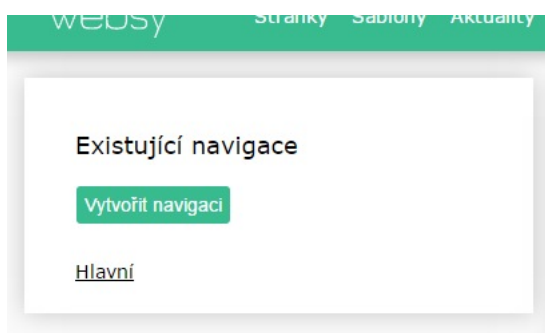 websy Stránky Šablony Aktuality
Existující navigace
Vytvořit navigaci
Hlavní